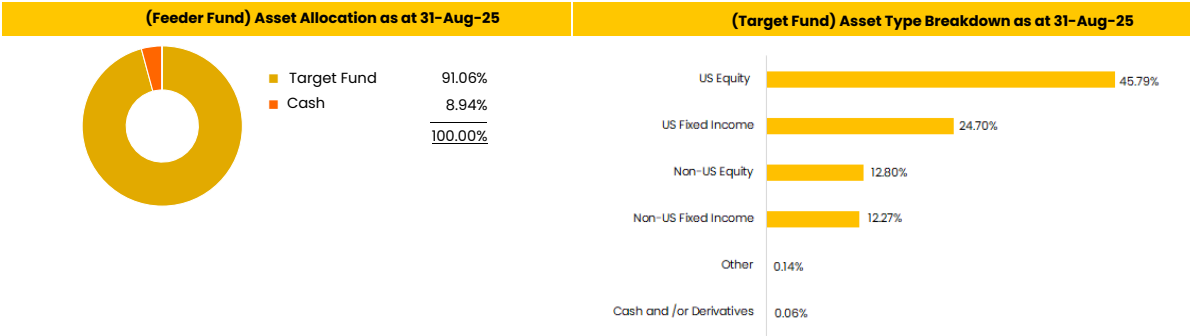 (Feeder Fund) Asset Allocation as at 31-Aug-25
Target Fund 91.06%
Cash 8.94%
100.00%
(Target Fund) Asset Type Breakdown as at 31-Aug-25
US Equity 45.79%
US Fixed Income 24.70%
Non-US Equity 12.80%
Non-US Fixed Income 12.27%
Other 0.14%
Cash and /or Derivatives 0.06%